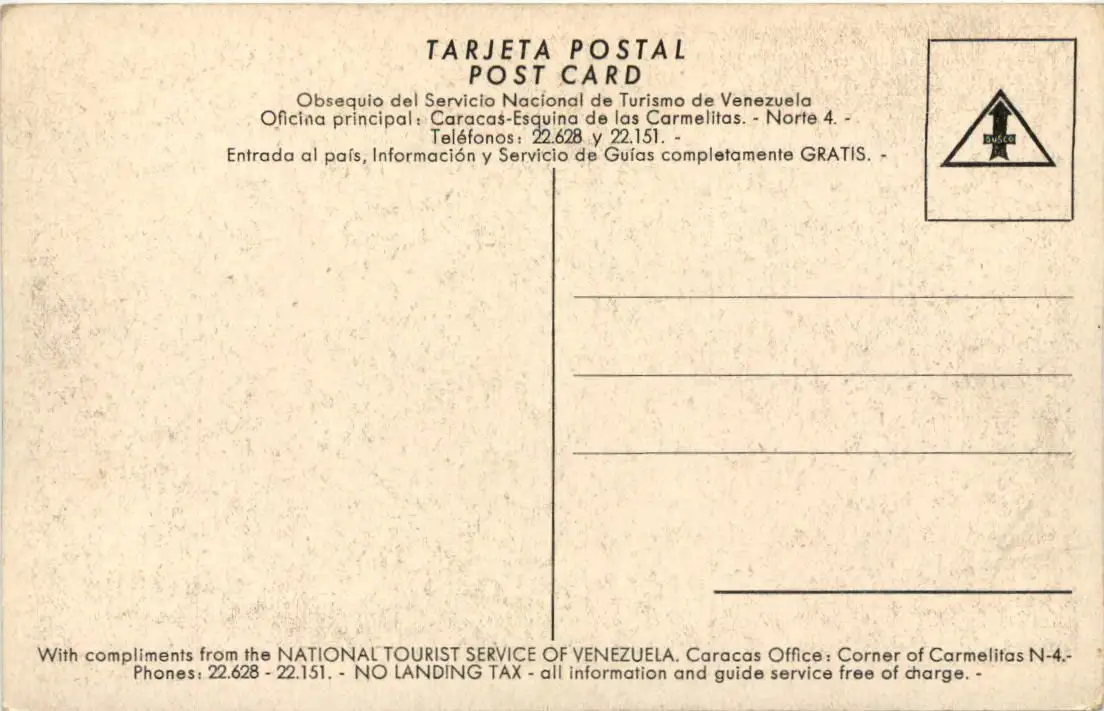 TARJETA POSTAL
POST CARD
Obsequio del Servicio Nacional de Turismo de Venezuela
Oficina principal: Caracas-Esquina de las Carmelitas. - Norte 4. -
Teléfonos: 22.628 y 22.151. -
Entrada al país, Información y Servicio de Guías completamente GRATIS. -
BUSCO
With compliments from the NATIONAL TOURIST SERVICE OF VENEZUELA. Caracas Office: Corner of Carmelitas N-4.-
Phones: 22.628 - 22.151. - NO LANDING TAX - all information and guide service free of charge. -